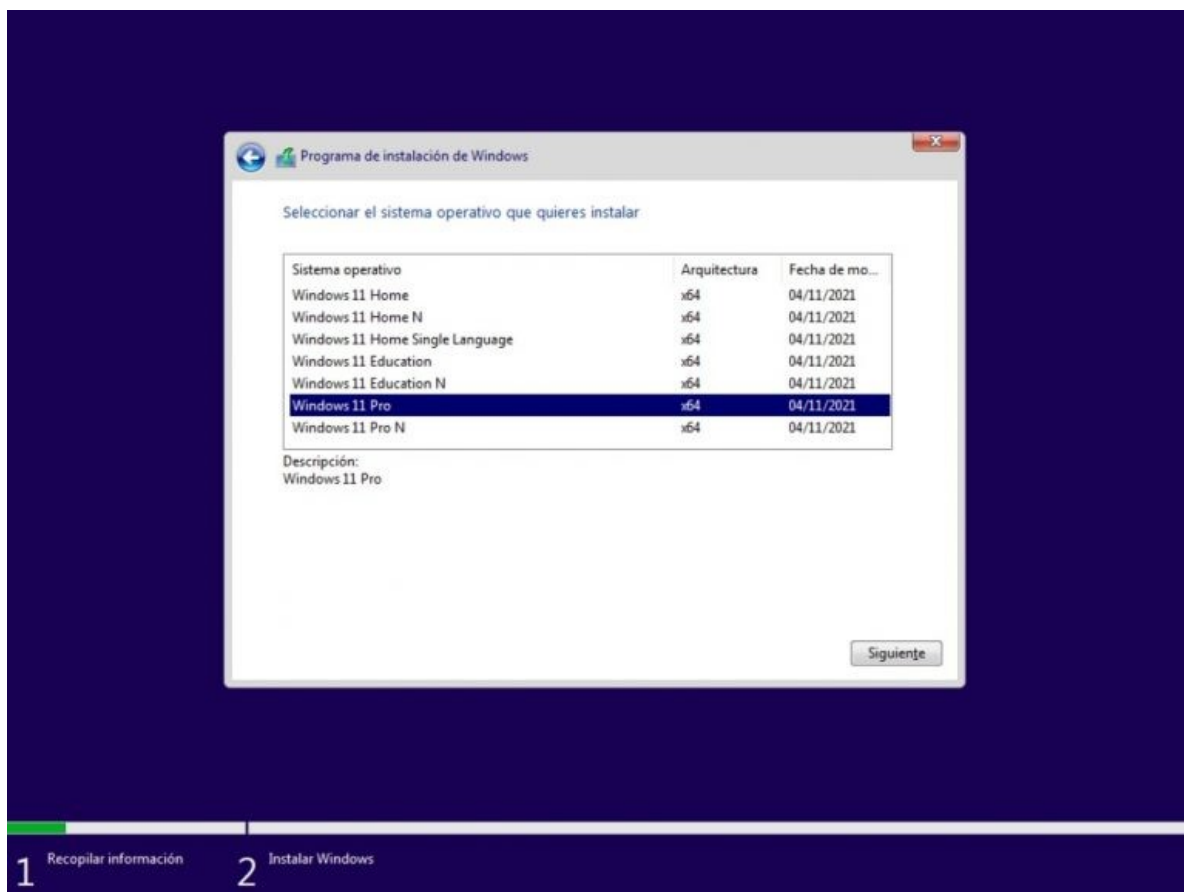 Programa de instalación de Windows
Seleccionar el sistema operativo que quieres instalar
Sistema operativo Arquitectura Fecha de mo...
Windows 11 Home x64 04/11/2021
Windows 11 Home N x64 04/11/2021
Windows 11 Home Single Language x64 04/11/2021
Windows 11 Education x64 04/11/2021
Windows 11 Education N x64 04/11/2021
Windows 11 Pro x64 04/11/2021
Windows 11 Pro N x64 04/11/2021
Descripción:
Windows 11 Pro
Siguiente
1 Recopilar información 2 Instalar Windows